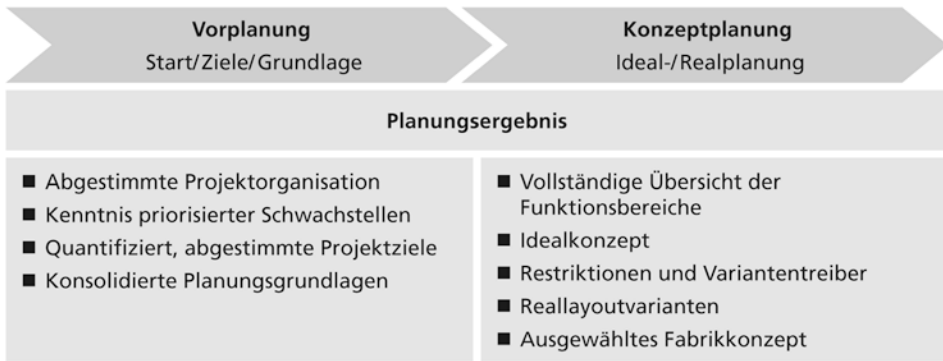 Vorplanung
Start/Ziele/Grundlage
Konzeptplanung
Ideal-/Realplanung
Planungsergebnis
■ Abgestimmte Projektorganisation
■ Kenntnis priorisierter Schwachstellen
■ Quantifiziert, abgestimmte Projektziele
■ Konsolidierte Planungsgrundlagen
■ Vollständige Übersicht der
Funktionsbereiche
■ Idealkonzept
■ Restriktionen und Variantentreiber
■ Reallayoutvarianten
■ Ausgewähltes Fabrikkonzept